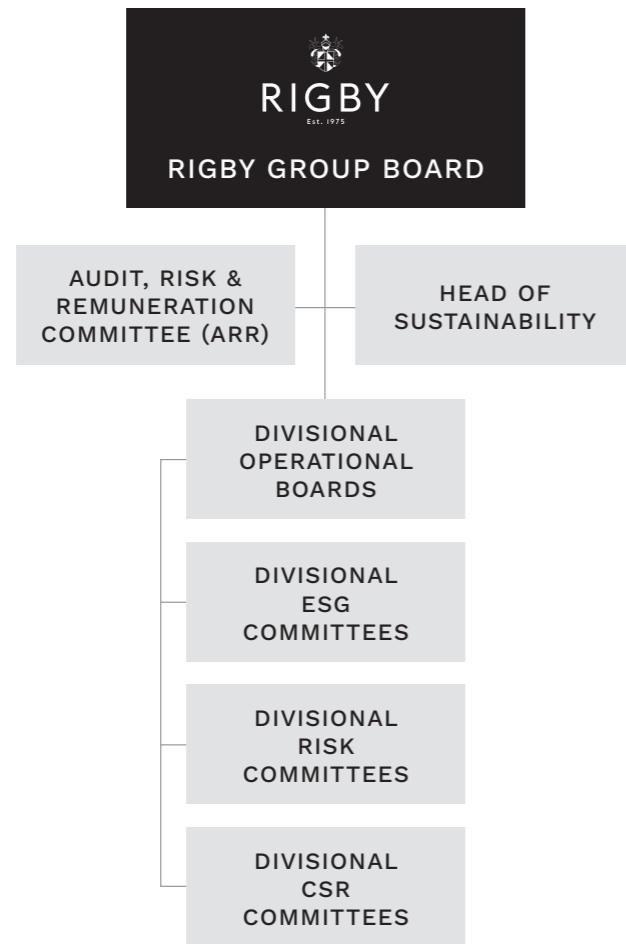 RIGBY
Est. 1975
RIGBY GROUP BOARD
AUDIT, RISK &
REMUNERATION
COMMITTEE (ARR)
HEAD OF
SUSTAINABILITY
DIVISIONAL
OPERATIONAL
BOARDS
DIVISIONAL
ESG
COMMITTEES
DIVISIONAL
RISK
COMMITTEES
DIVISIONAL
CSR
COMMITTEES